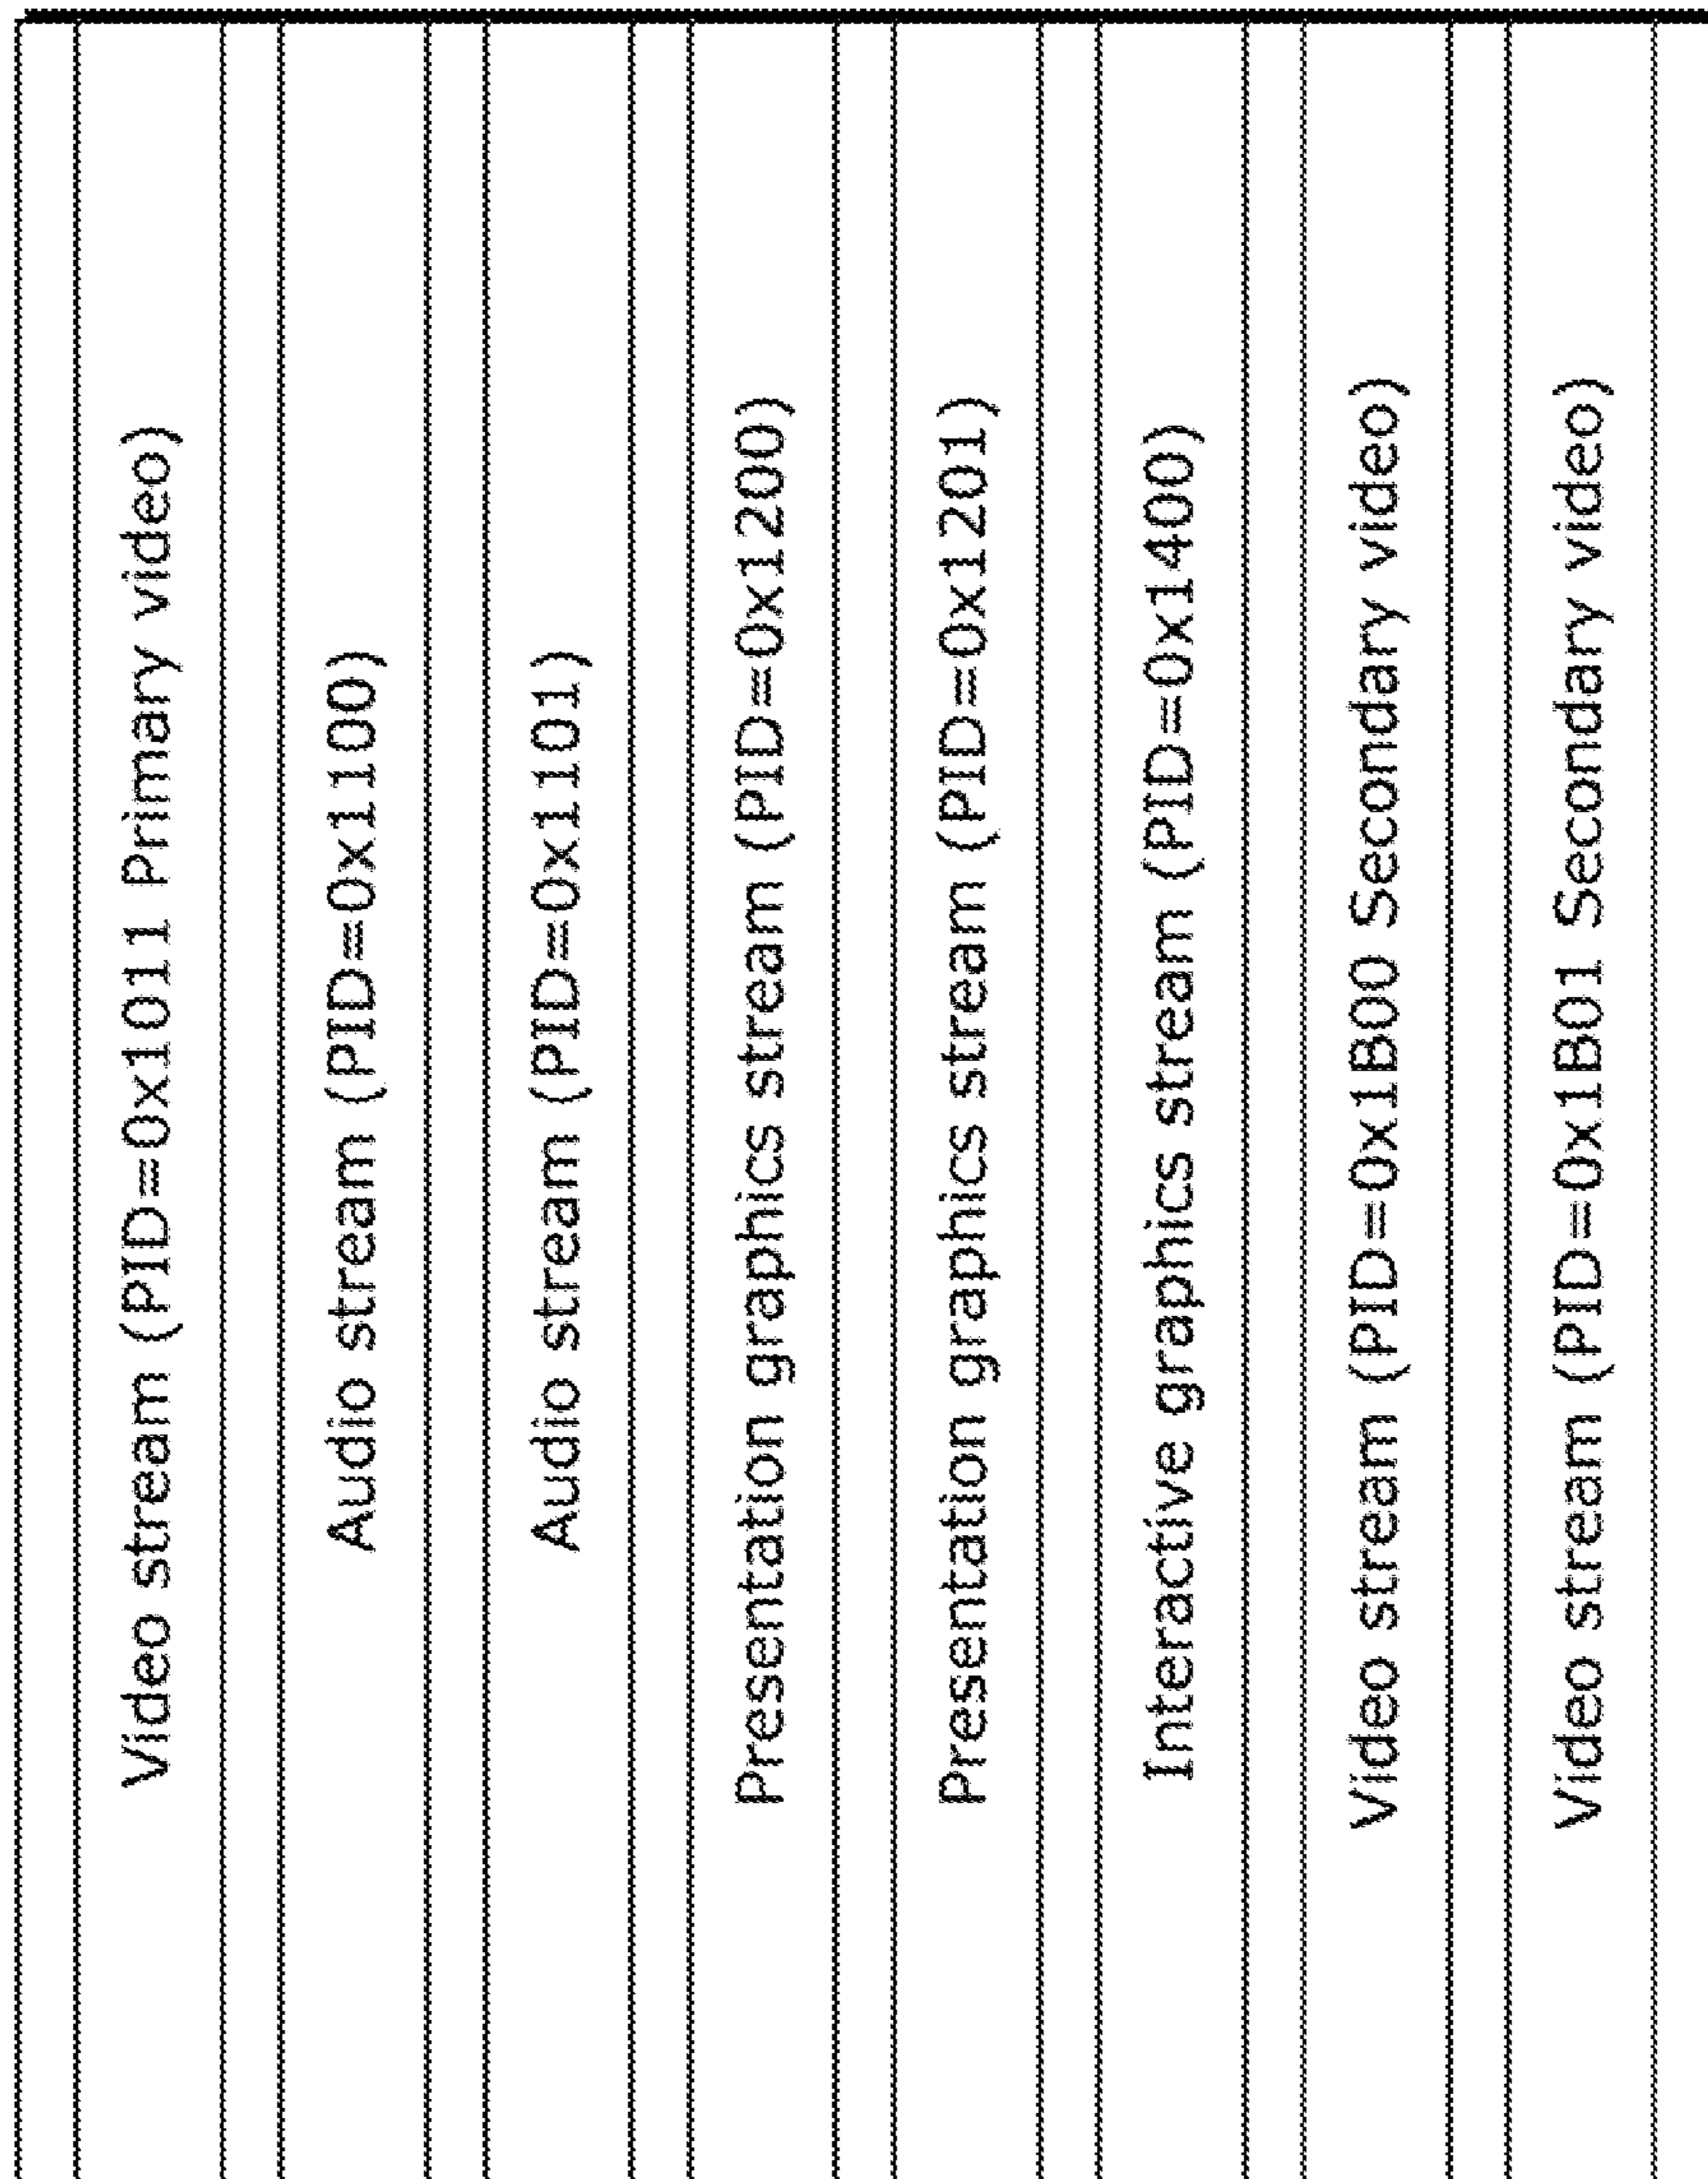 Video stream (PID=0x1011 Primary video)
Audio stream (PID=0x1100)
Audio stream (PID=0x1101)
Presentation graphics stream (PID=0x1200)
Presentation graphics stream (PID=0x1201)
Interactive graphics stream (PID=0x1400)
Video stream (PID=0x1B00 Secondary video)
Video stream (PID=0x1B01 Secondary video)